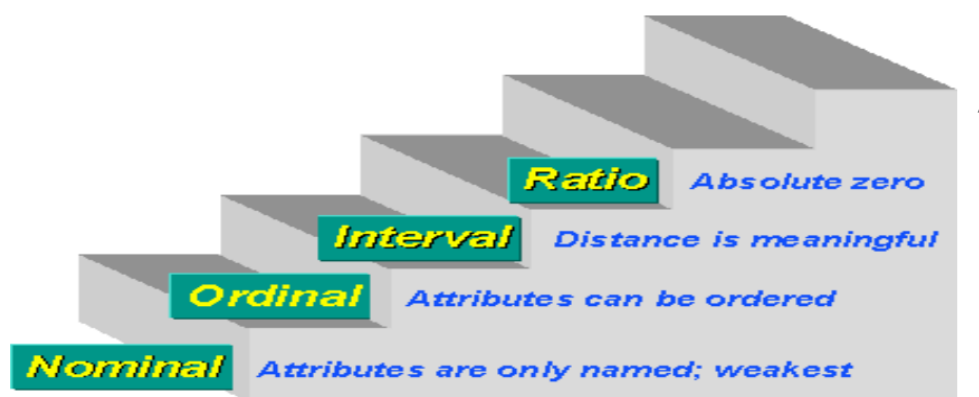 Ratio Absolute zero
Interval Distance is meaningful
Ordinal Attributes can be ordered
Nominal Attributes are only named; weakest